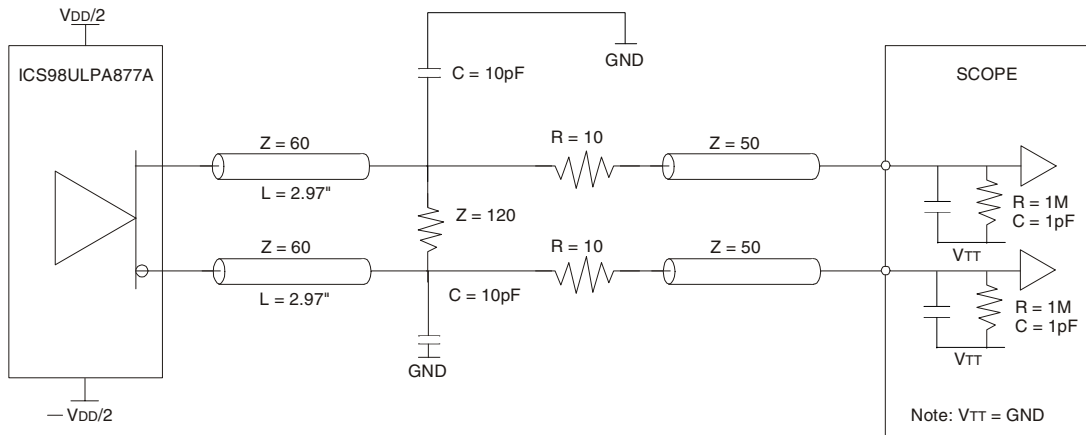 VDD/2
ICS98ULPA877A
GND
C = 10pF
SCOPE
Z = 60
R = 10
Z = 50
L = 2.97"
Z = 120
R = 1M
C = 1pF
VTT
Z = 60
R = 10
Z = 50
L = 2.97"
C = 10pF
R = 1M
C = 1pF
VTT
GND
— VDD/2
Note: VTT = GND